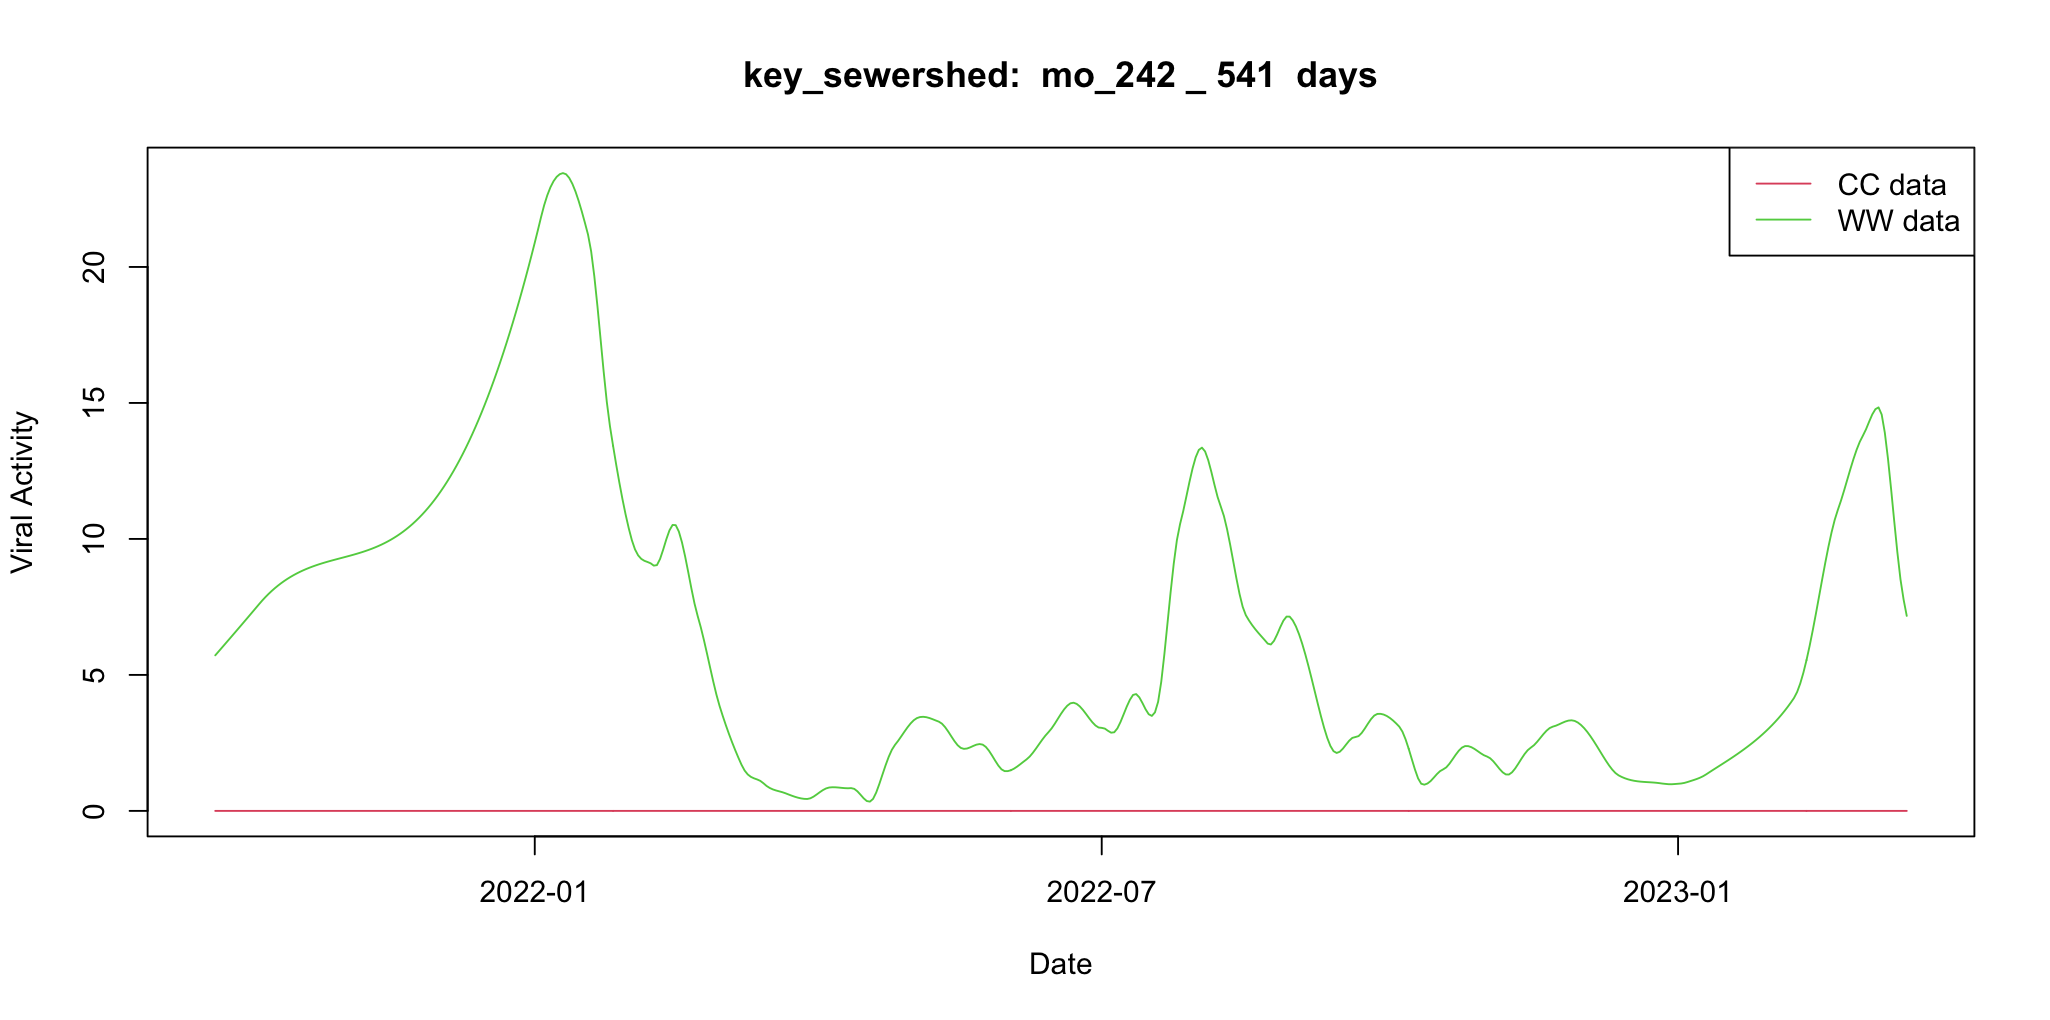 key_sewershed:  mo_242 _ 541  days
CC data
WW data
Viral Activity
20
15
10
5
0
2022-01
2022-07
2023-01
Date